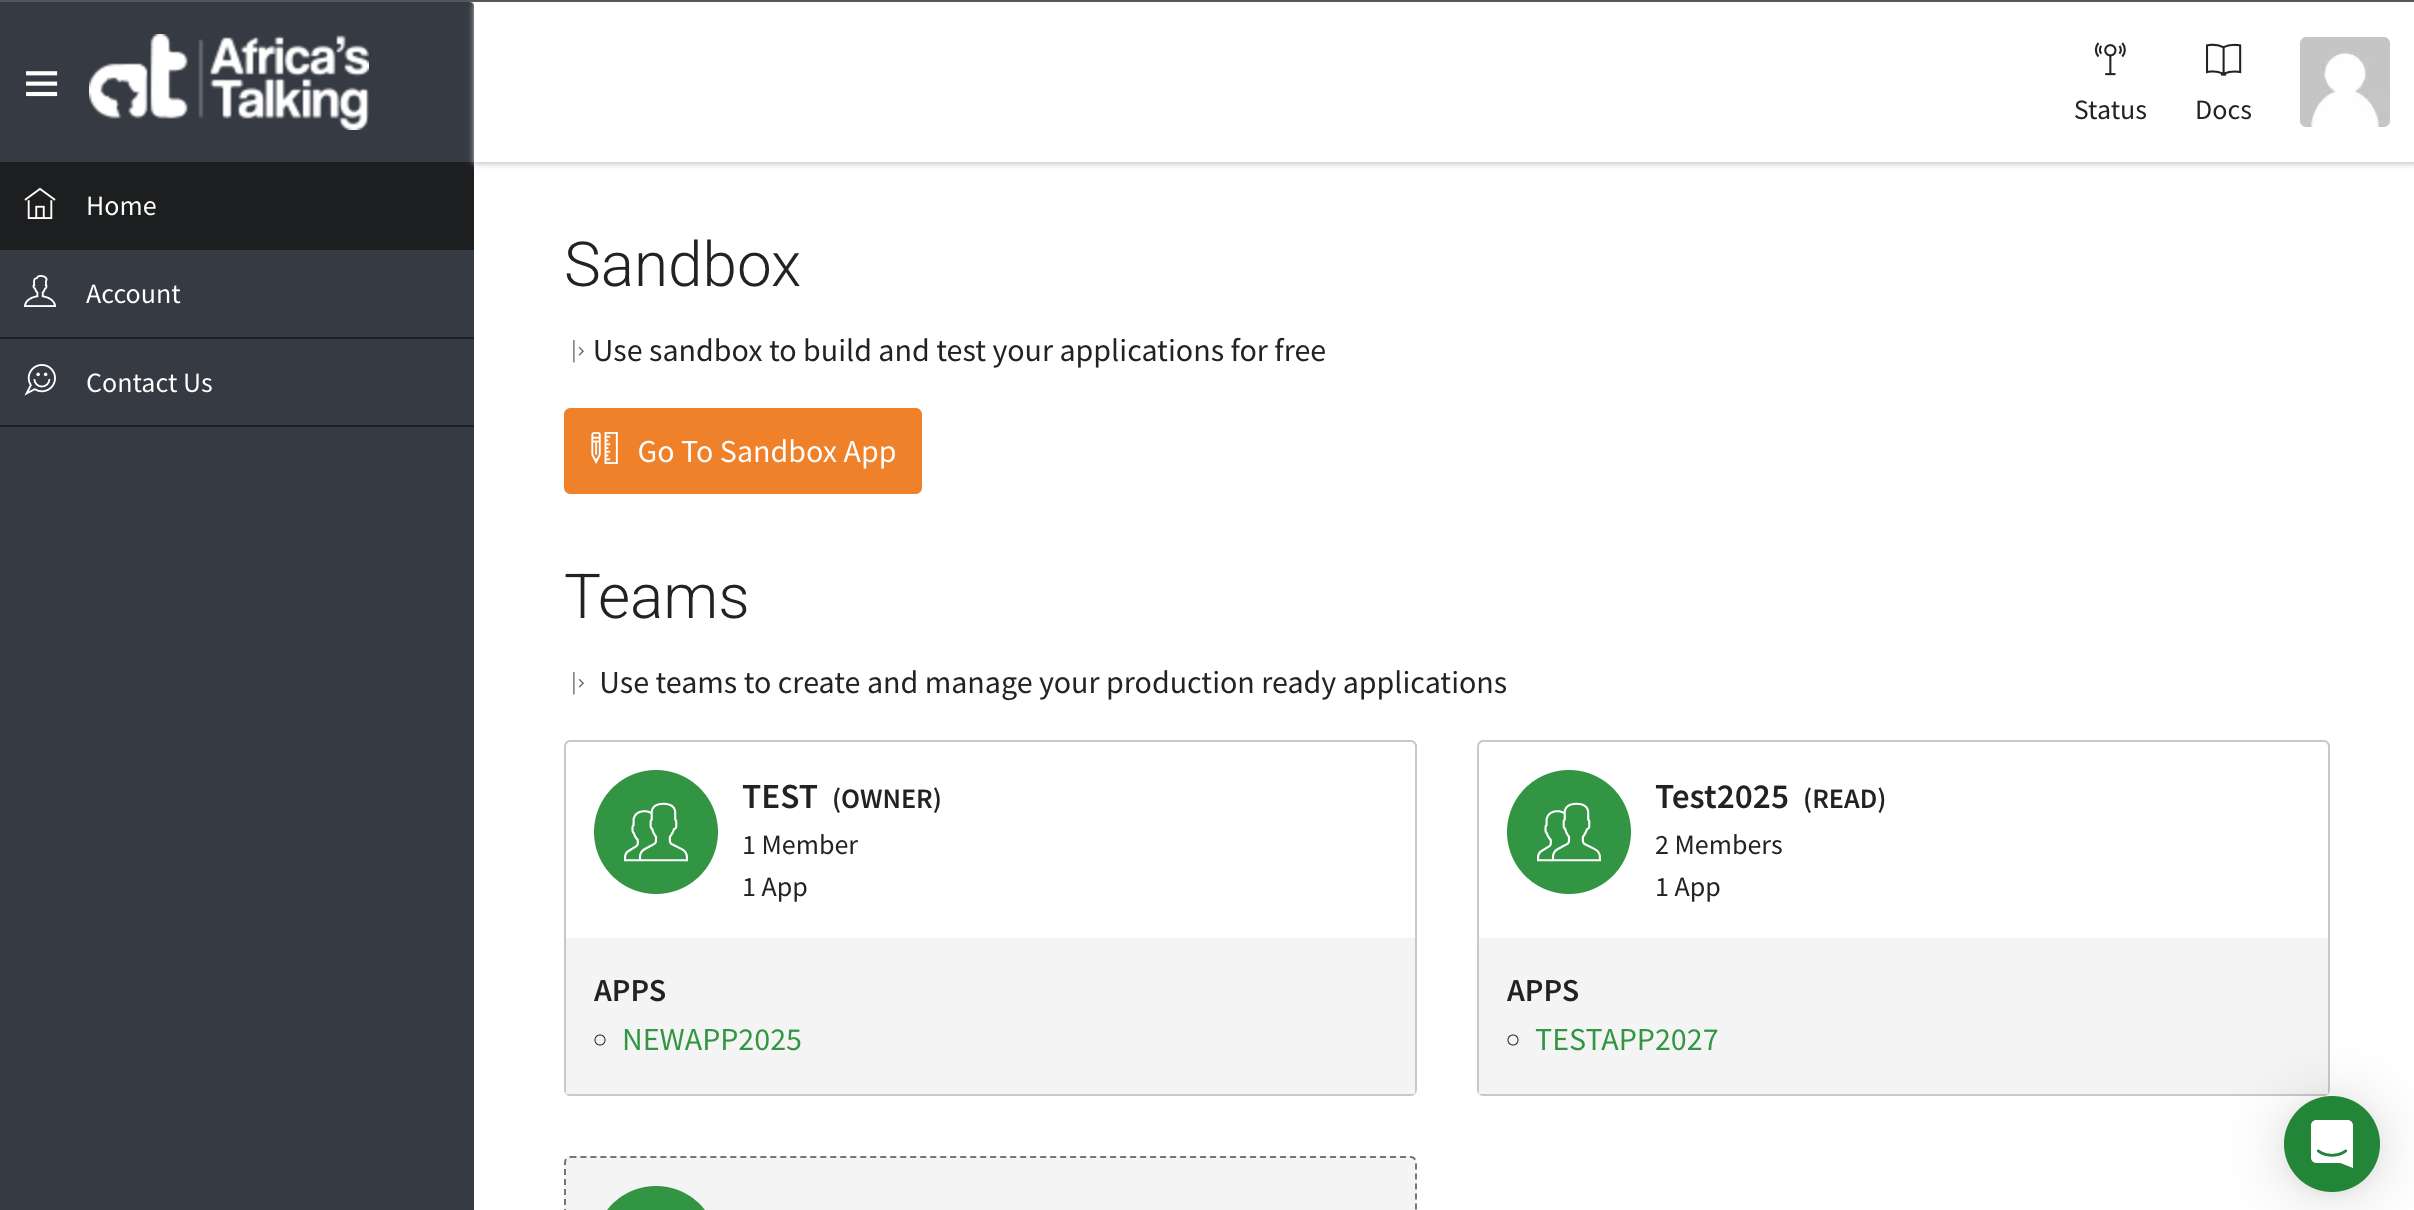 Africa's
Talking
Status
Docs
Home
Account
Contact Us
Sandbox
Use sandbox to build and test your applications for free
Go To Sandbox App
Teams
Use teams to create and manage your production ready applications
TEST (OWNER)
1 Member
1 App
APPS
NEWAPP2025
Test2025 (READ)
2 Members
1 App
APPS
TESTAPP2027